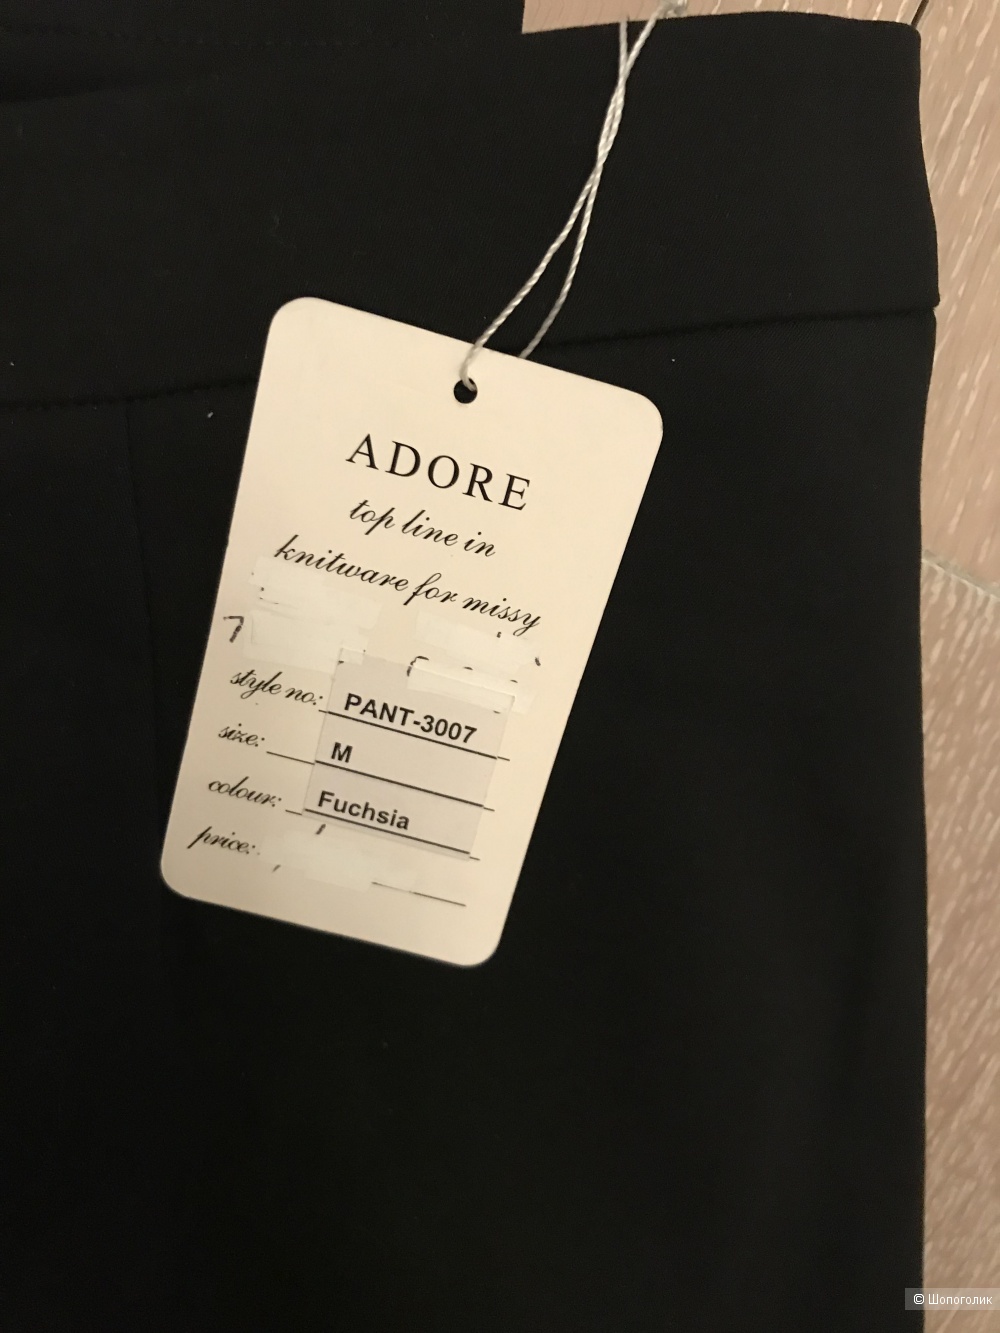 ADORE
top line in
knitware for missy
style no: PANT-3007
size: M
colour: Fuchsia
price:
© Шопоголик